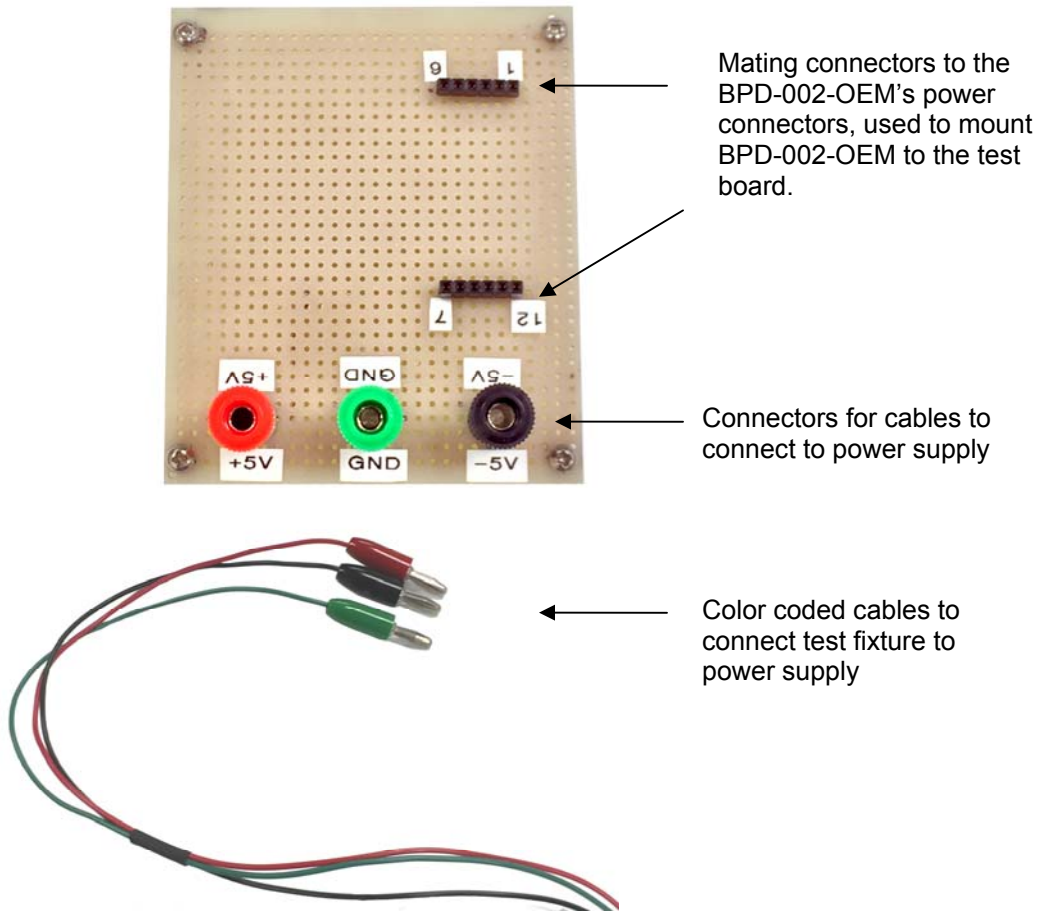 6 1
Mating connectors to the
BPD-002-OEM’s power
connectors, used to mount
BPD-002-OEM to the test
board.
7 12
+5V GND -5V
+5V GND -5V
Connectors for cables to
connect to power supply
Color coded cables to
connect test fixture to
power supply